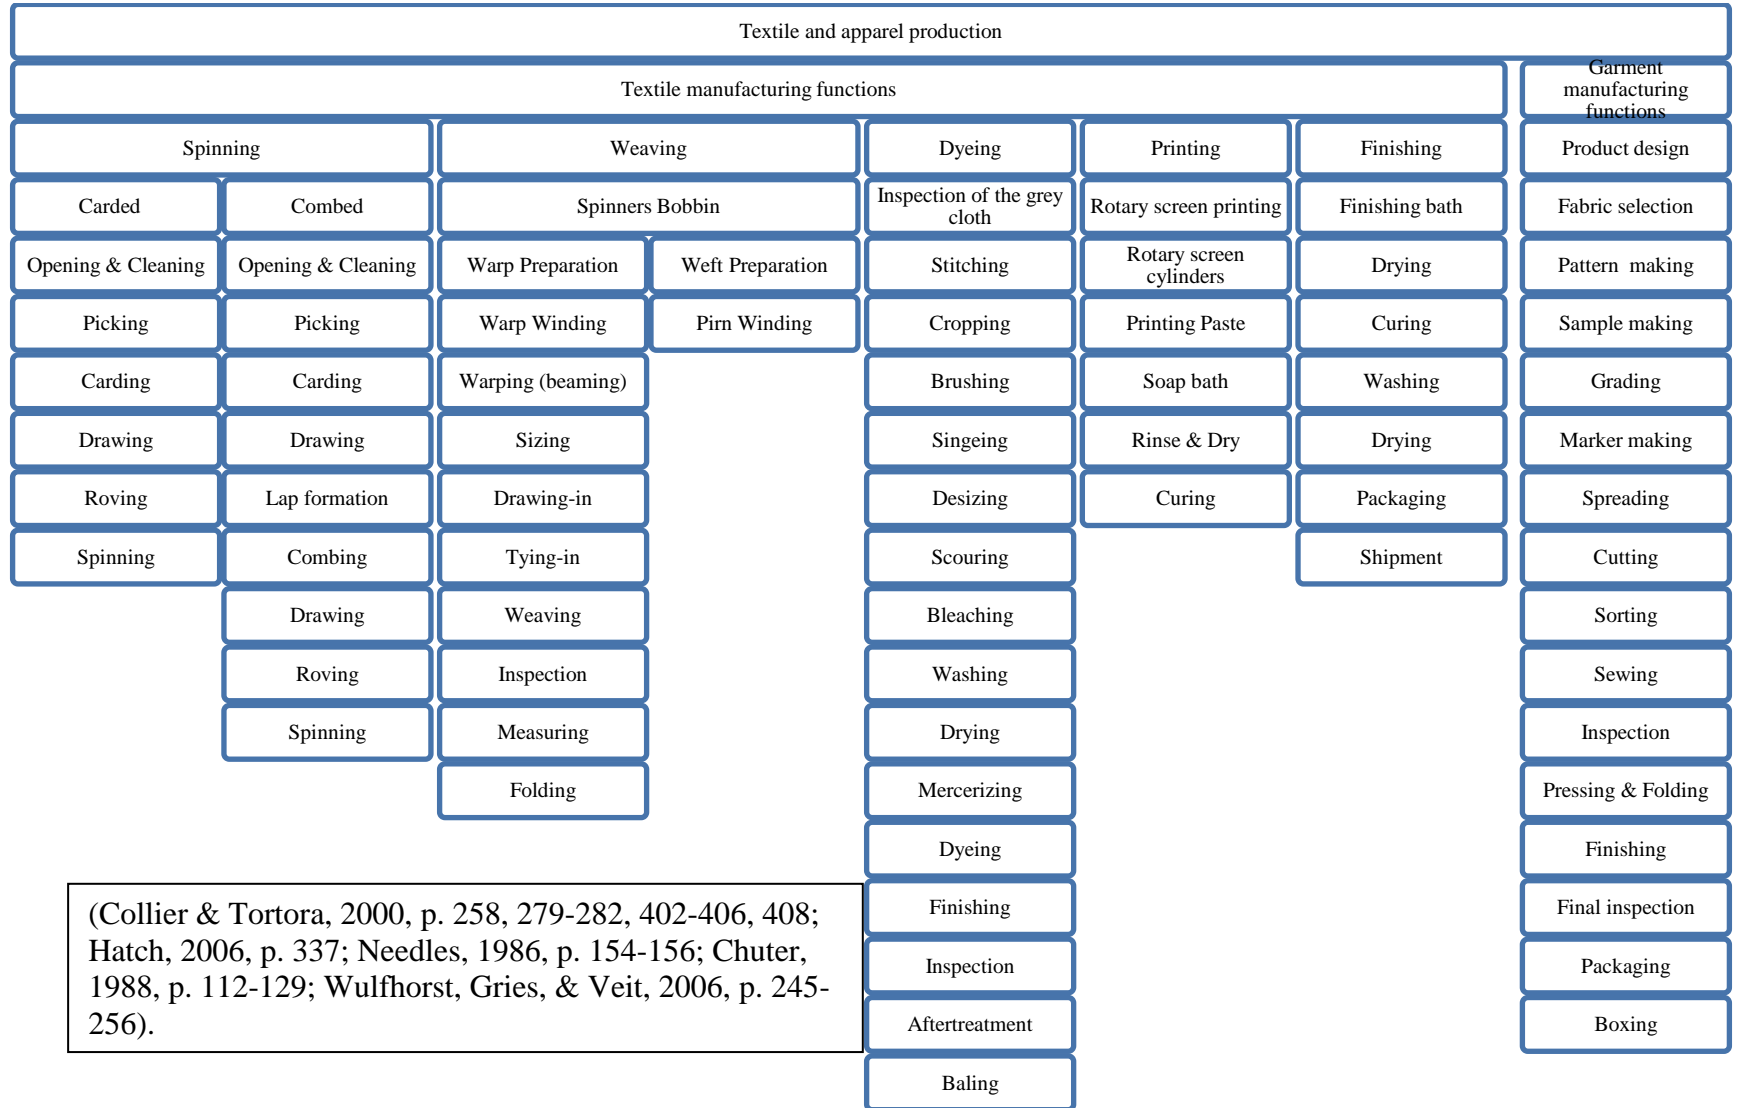 Textile and apparel production
Textile manufacturing functions
Garment
manufacturing
functions
Spinning
Weaving
Dyeing
Printing
Finishing
Product design
Carded
Combed
Spinners Bobbin
Inspection of the grey
cloth
Rotary screen printing
Finishing bath
Fabric selection
Opening & Cleaning
Opening & Cleaning
Warp Preparation
Weft Preparation
Stitching
Rotary screen
cylinders
Drying
Pattern  making
Picking
Picking
Warp Winding
Pirn Winding
Cropping
Printing Paste
Curing
Sample making
Carding
Carding
Warping (beaming)
Brushing
Soap bath
Washing
Grading
Drawing
Drawing
Sizing
Singeing
Rinse & Dry
Drying
Marker making
Roving
Lap formation
Drawing-in
Desizing
Curing
Packaging
Spreading
Spinning
Combing
Tying-in
Scouring
Shipment
Cutting
Drawing
Weaving
Bleaching
Sorting
Roving
Inspection
Washing
Sewing
Spinning
Measuring
Drying
Inspection
Folding
Mercerizing
Pressing & Folding
Dyeing
Finishing
Finishing
Final inspection
Inspection
Packaging
Aftertreatment
Boxing
Baling
(Collier & Tortora, 2000, p. 258, 279-282, 402-406, 408;
Hatch, 2006, p. 337; Needles, 1986, p. 154-156; Chuter,
1988, p. 112-129; Wulfhorst, Gries, & Veit, 2006, p. 245-
256).